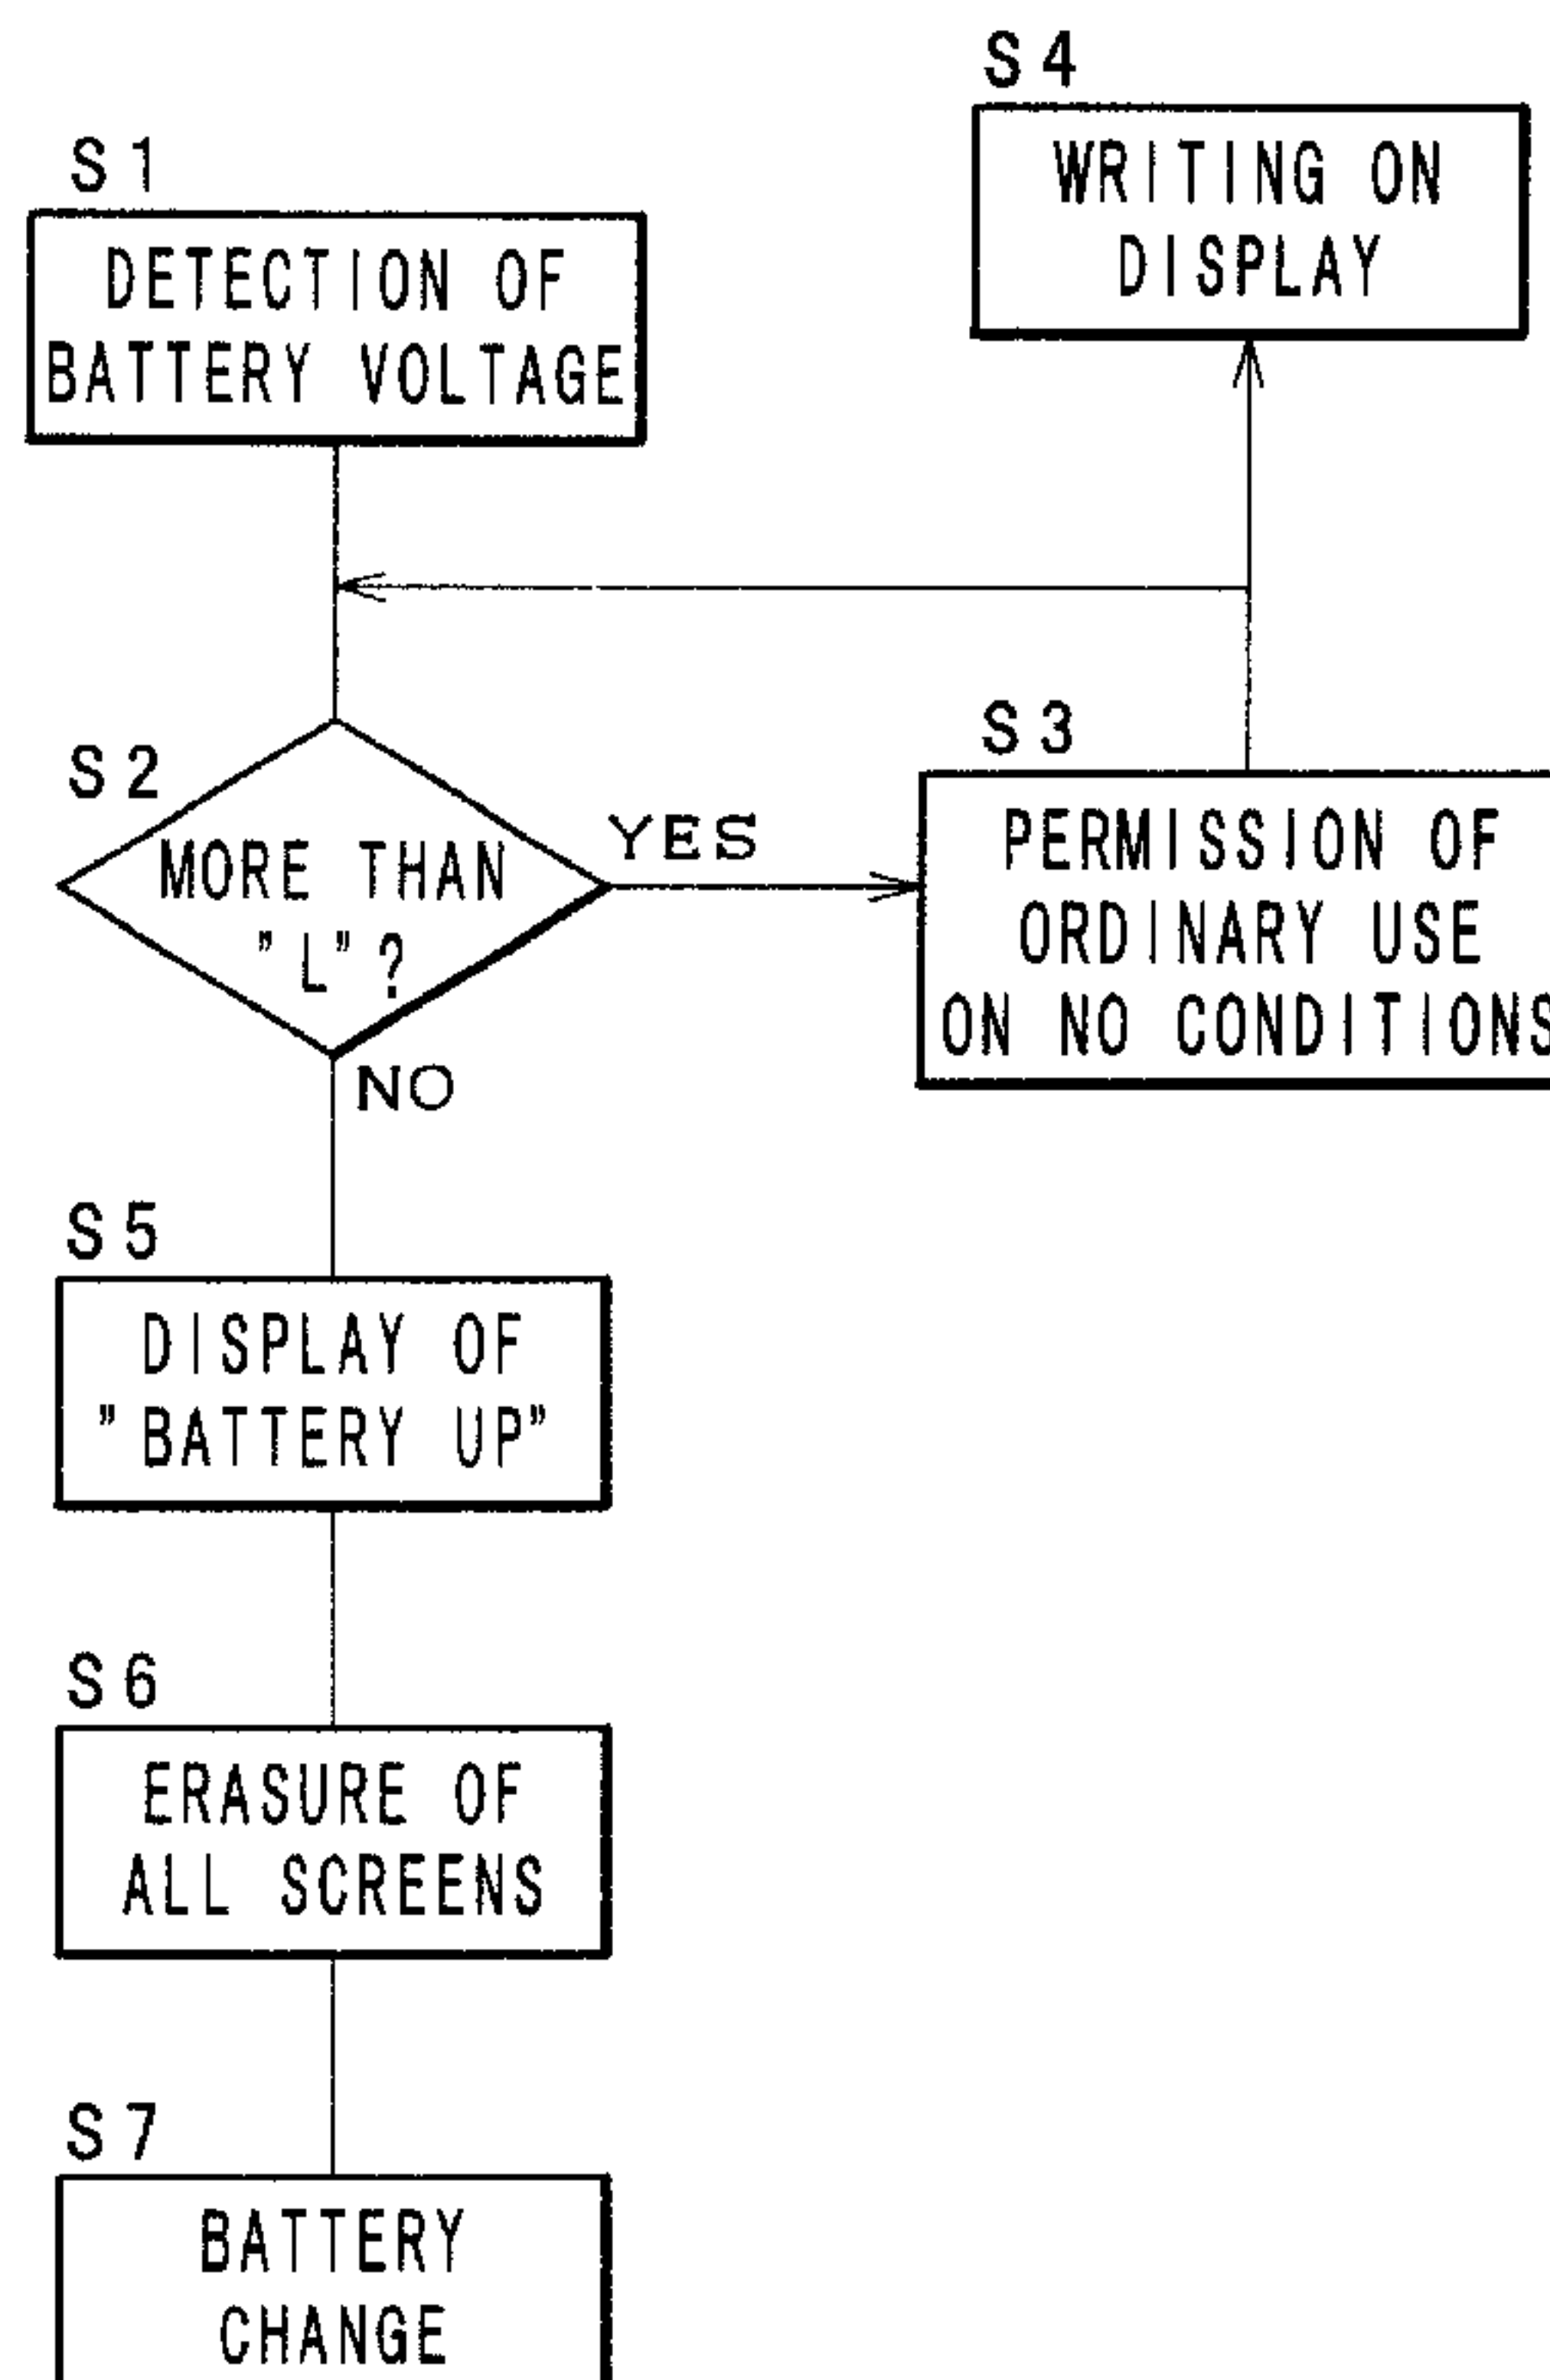 S1
DETECTION OF
BATTERY VOLTAGE
S4
WRITING ON
DISPLAY
S2
MORE THAN
"L"?
YES
NO
S3
PERMISSION OF
ORDINARY USE
ON NO CONDITIONS
S5
DISPLAY OF
"BATTERY UP"
S6
ERASURE OF
ALL SCREENS
S7
BATTERY
CHANGE